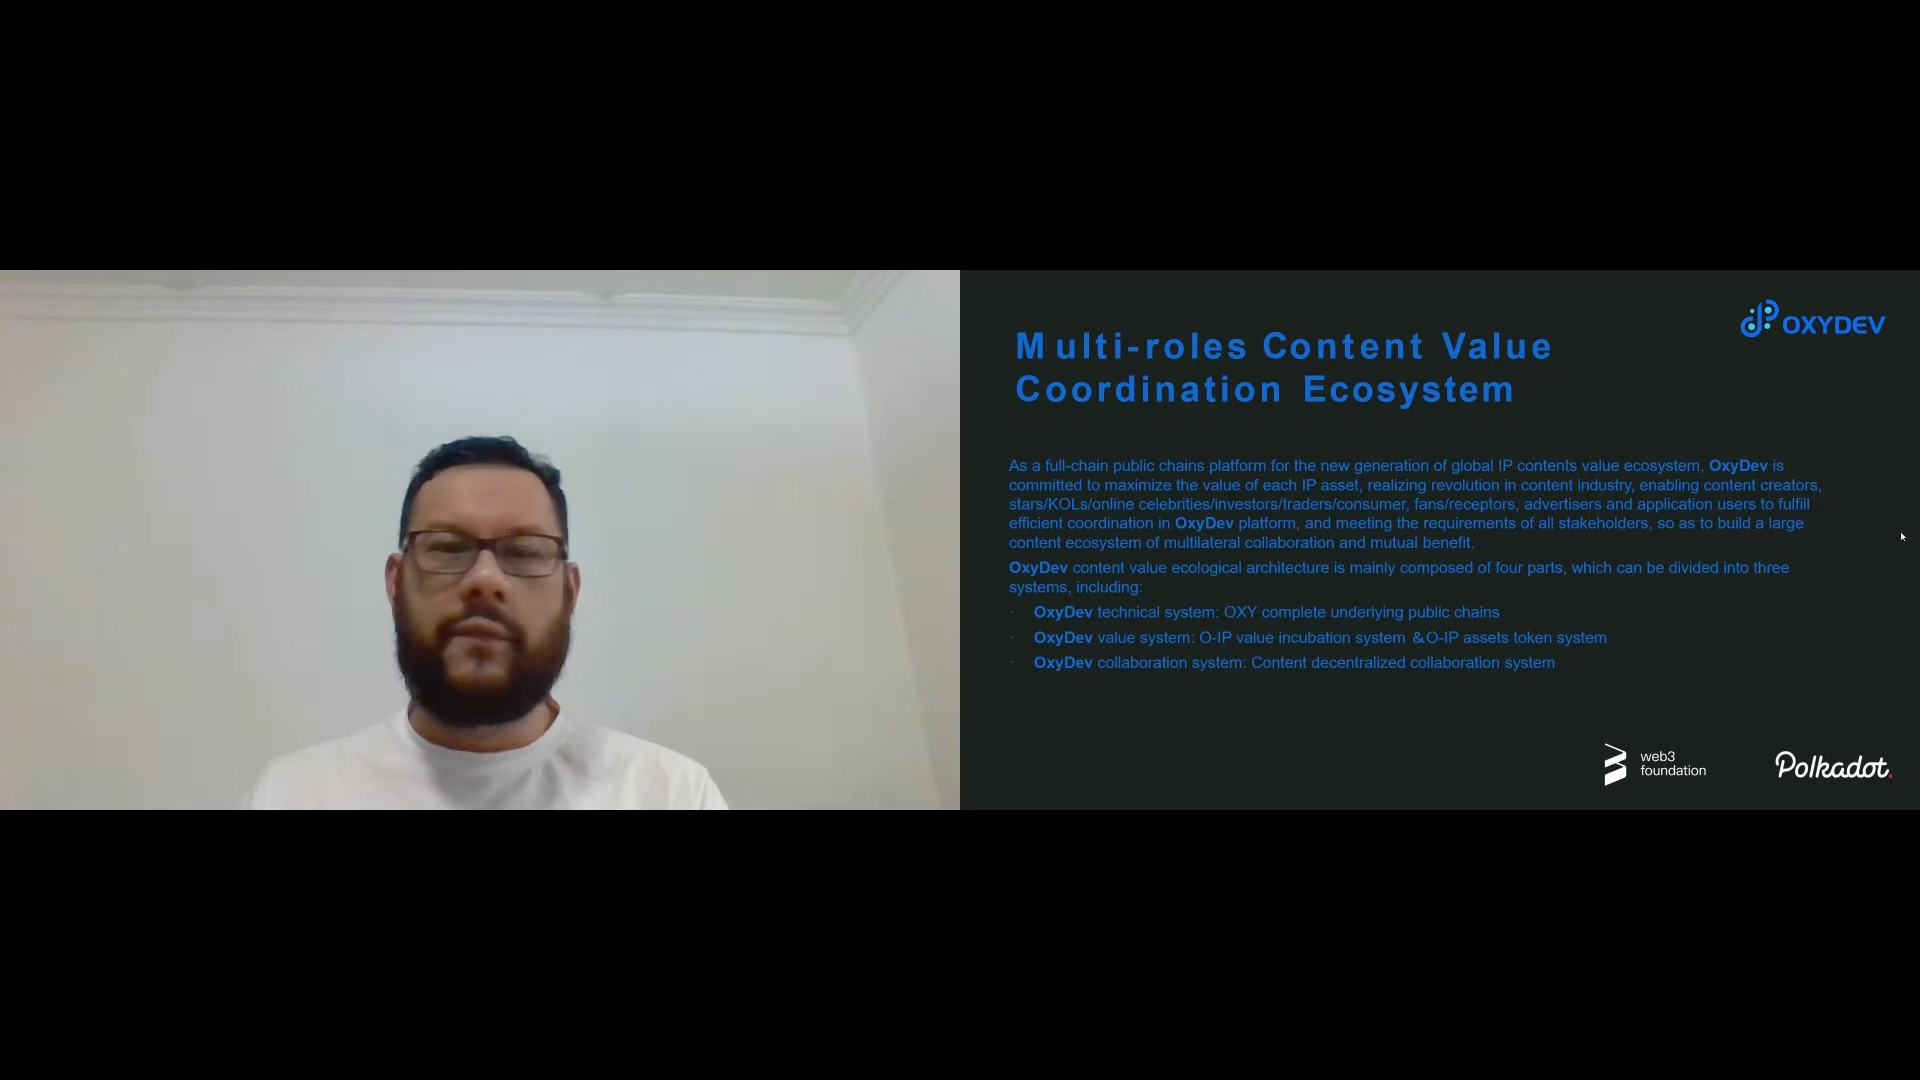 OXYDEV
Multi-roles Content Value
Coordination Ecosystem
As a full-chain public chains platform for the new generation of global IP contents value ecosystem, OxyDev is
committed to maximize the value of each IP asset, realizing revolution in content industry, enabling content creators,
stars/KOLs/online celebrities/investors/traders/consumer, fans/receptors, advertisers and application users to fulfill
efficient coordination in OxyDev platform, and meeting the requirements of all stakeholders, so as to build a large
content ecosystem of multilateral collaboration and mutual benefit.
OxyDev content value ecological architecture is mainly composed of four parts, which can be divided into three
systems, including:
· OxyDev technical system: OXY complete underlying public chains
· OxyDev value system: O-IP value incubation system &O-IP assets token system
· OxyDev collaboration system: Content decentralized collaboration system
web3
foundation
Polkadot.